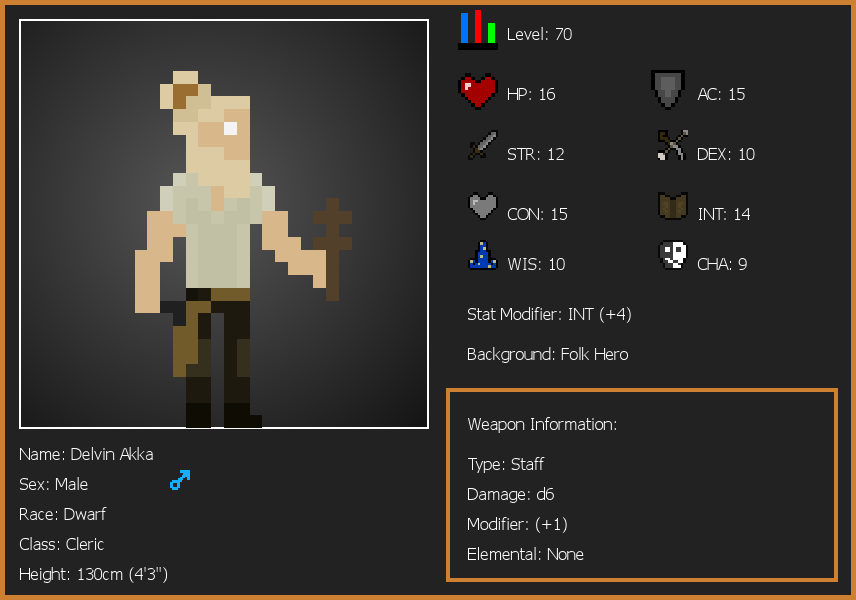 Level: 70
HP: 16
AC: 15
STR: 12
DEX: 10
CON: 15
INT: 14
WIS: 10
CHA: 9
Stat Modifier: INT (+4)
Background: Folk Hero
Weapon Information:
Type: Staff
Damage: d6
Modifier: (+1)
Elemental: None
Name: Delvin Akka
Sex: Male
Race: Dwarf
Class: Cleric
Height: 130cm (4'3")